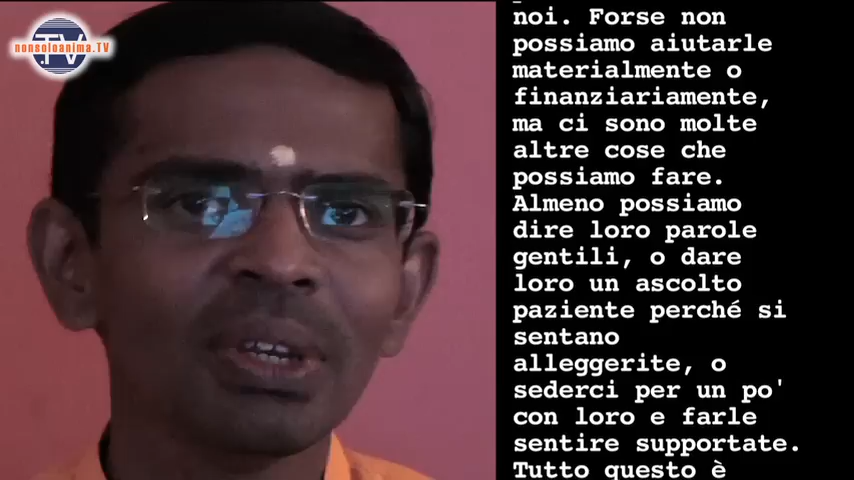 TV
nonsoloanima.TV
noi. Forse non
possiamo aiutarle
materialmente o
finanziariamente,
ma ci sono molte
altre cose che
possiamo fare.
Almeno possiamo
dire loro parole
gentili, o dare
loro un ascolto
paziente perché si
sentano
alleggerite, o
sederci per un po'
con loro e farle
sentire supportate.
Tutto questo è